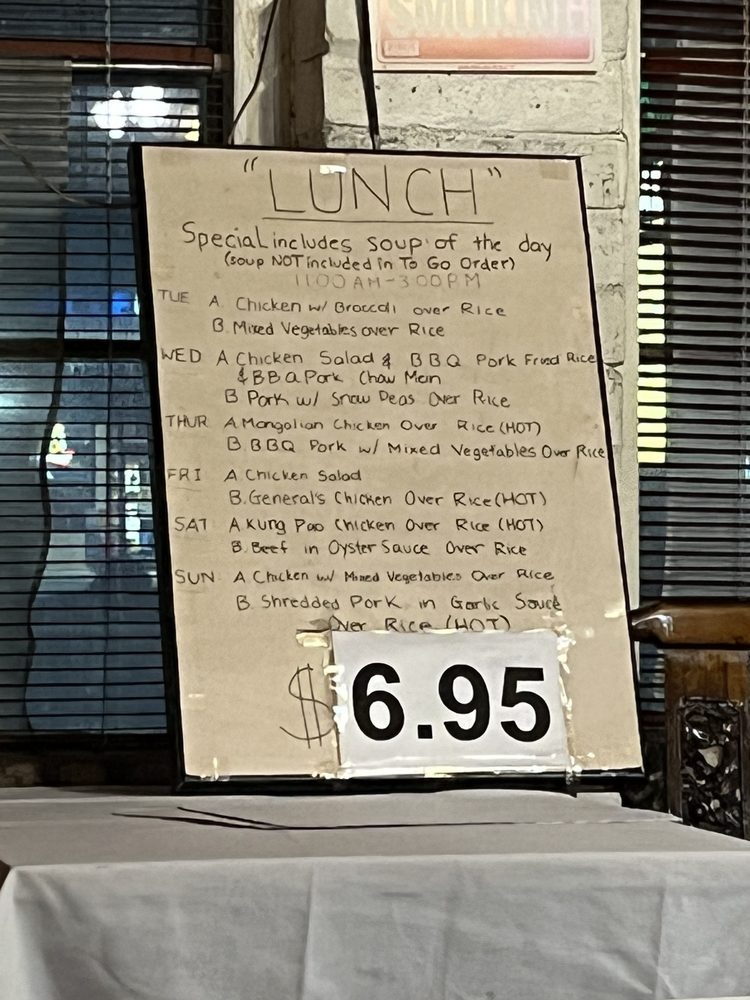 SMOKING
"LUNCH"
Special includes soup of the day
(soup NOT included in To Go Order)
11:00 AM-3:00 PM
TUE A. Chicken w/ Broccoli over Rice
B. Mixed Vegetables over Rice
WED A Chicken Salad & BBQ Pork Fried Rice
& BBQ Pork Chow Mein
B Pork w/ Snow Peas Over Rice
THUR A Mongolian Chicken Over Rice (HOT)
B. BBQ Pork w/ Mixed Vegetables Over Rice
FRI A Chicken Salad
B. General's Chicken Over Rice (HOT)
SAT A Kung Pao Chicken Over Rice (HOT)
B. Beef in Oyster Sauce Over Rice
SUN A Chicken w/ Mixed Vegetables Over Rice
B. Shredded Pork in Garlic Sauce
Over Rice (HOT)
$6.95